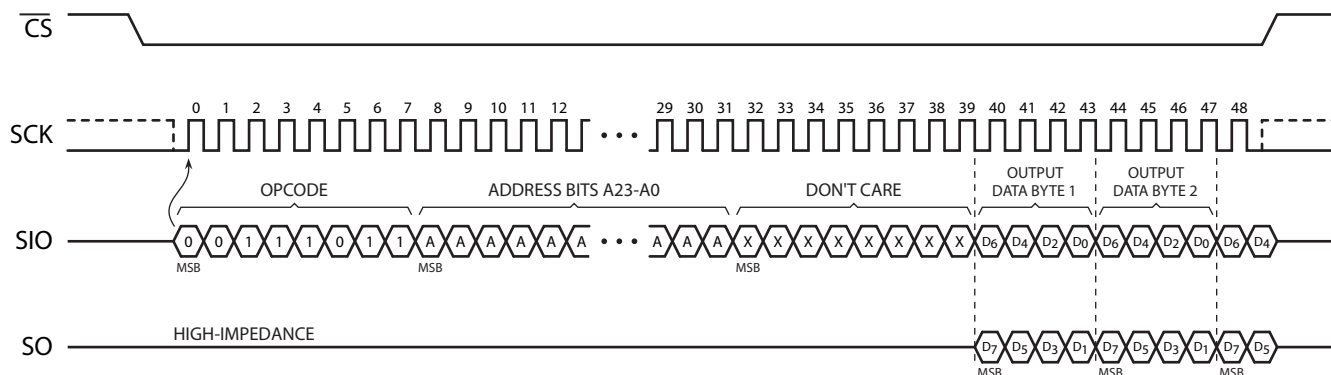 CS
0 1 2 3 4 5 6 7 8 9 10 11 12 29 30 31 32 33 34 35 36 37 38 39 40 41 42 43 44 45 46 47 48
SCK
OPCODE ADDRESS BITS A23-A0 DON'T CARE OUTPUT DATA BYTE 1 OUTPUT DATA BYTE 2
SIO 0 0 1 1 1 0 1 1 A A A A A A A A A X X X X X X X X D6 D4 D2 D0 D6 D4 D2 D0 D6 D4
MSB MSB MSB
HIGH-IMPEDANCE
SO D7 D5 D3 D1 D7 D5 D3 D1 D7 D5
MSB MSB MSB